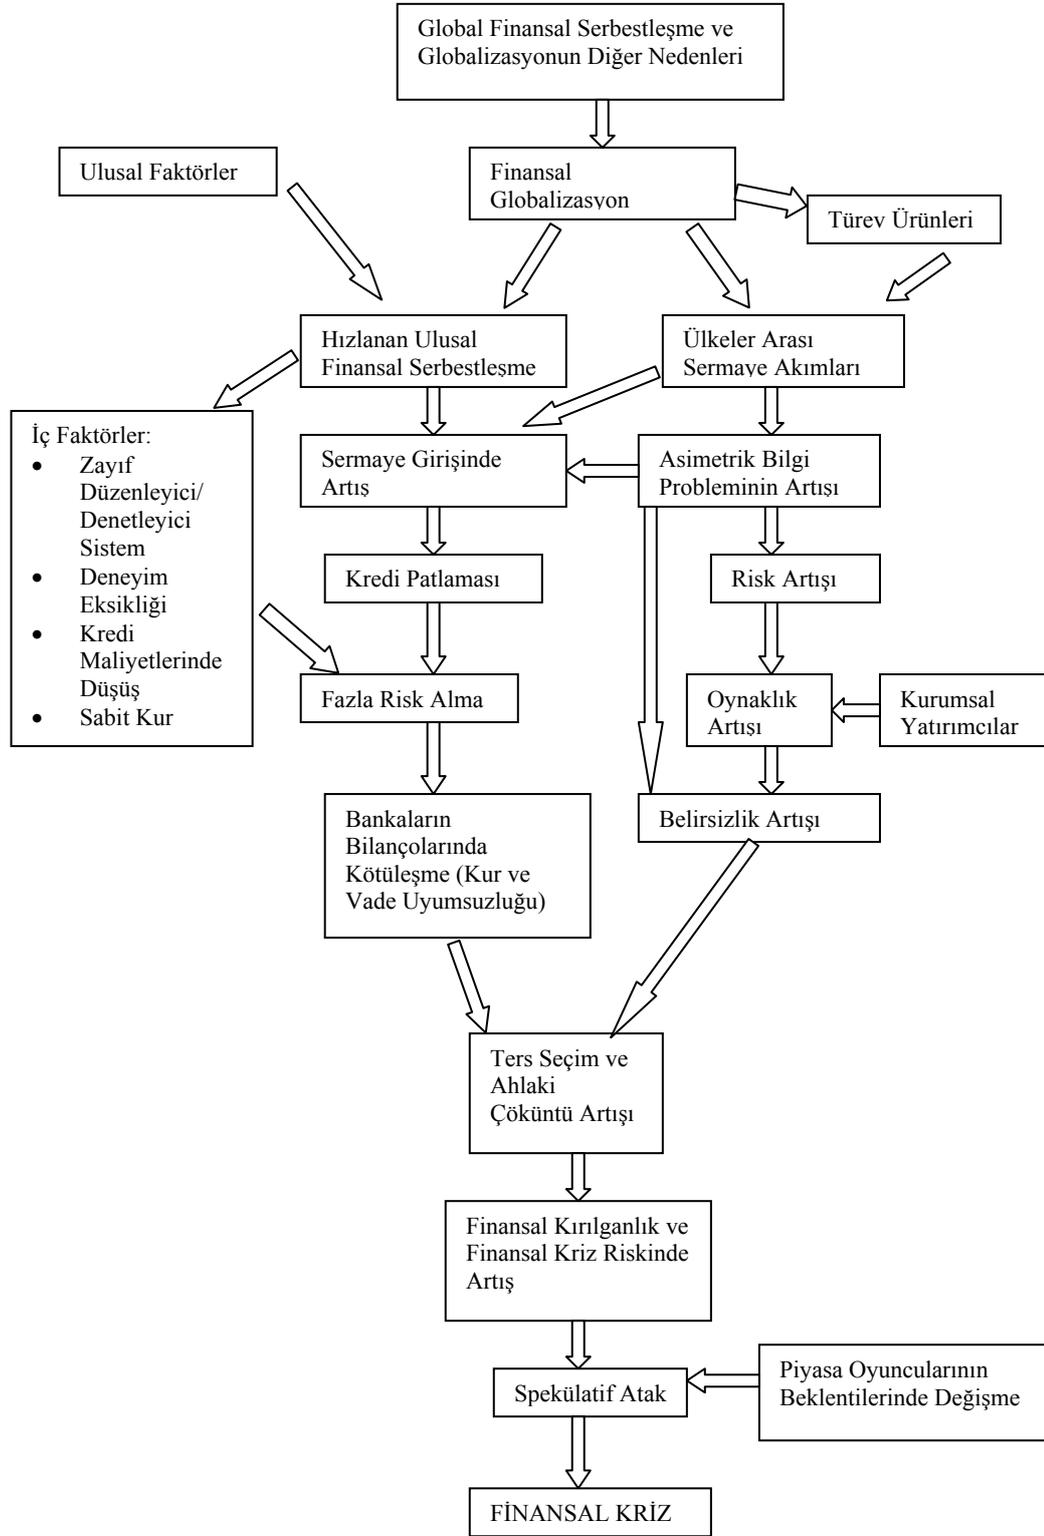 Global Finansal Serbestleşme ve
Globalizasyonun Diğer Nedenleri
Ulusal Faktörler
Finansal
Globalizasyon
Türev Ürünleri
Hızlanan Ulusal
Finansal Serbestleşme
Ülkeler Arası
Sermaye Akımları
İç Faktörler:
• Zayıf
Düzenleyici/
Denetleyici
Sistem
• Deneyim
Eksikliği
• Kredi
Maliyetlerinde
Düşüş
• Sabit Kur
Sermaye Girişinde
Artış
Asimetrik Bilgi
Probleminin Artışı
Kredi Patlaması
Risk Artışı
Fazla Risk Alma
Oynaklık
Artışı
Kurumsal
Yatırımcılar
Bankaların
Bilançolarında
Kötüleşme (Kur ve
Vade Uyumsuzluğu)
Belirsizlik Artışı
Ters Seçim ve
Ahlaki
Çöküntü Artışı
Finansal Kırılganlık ve
Finansal Kriz Riskinde
Artış
Spekülatif Atak
Piyasa Oyuncularının
Beklentilerinde Değişme
FİNANSAL KRİZ